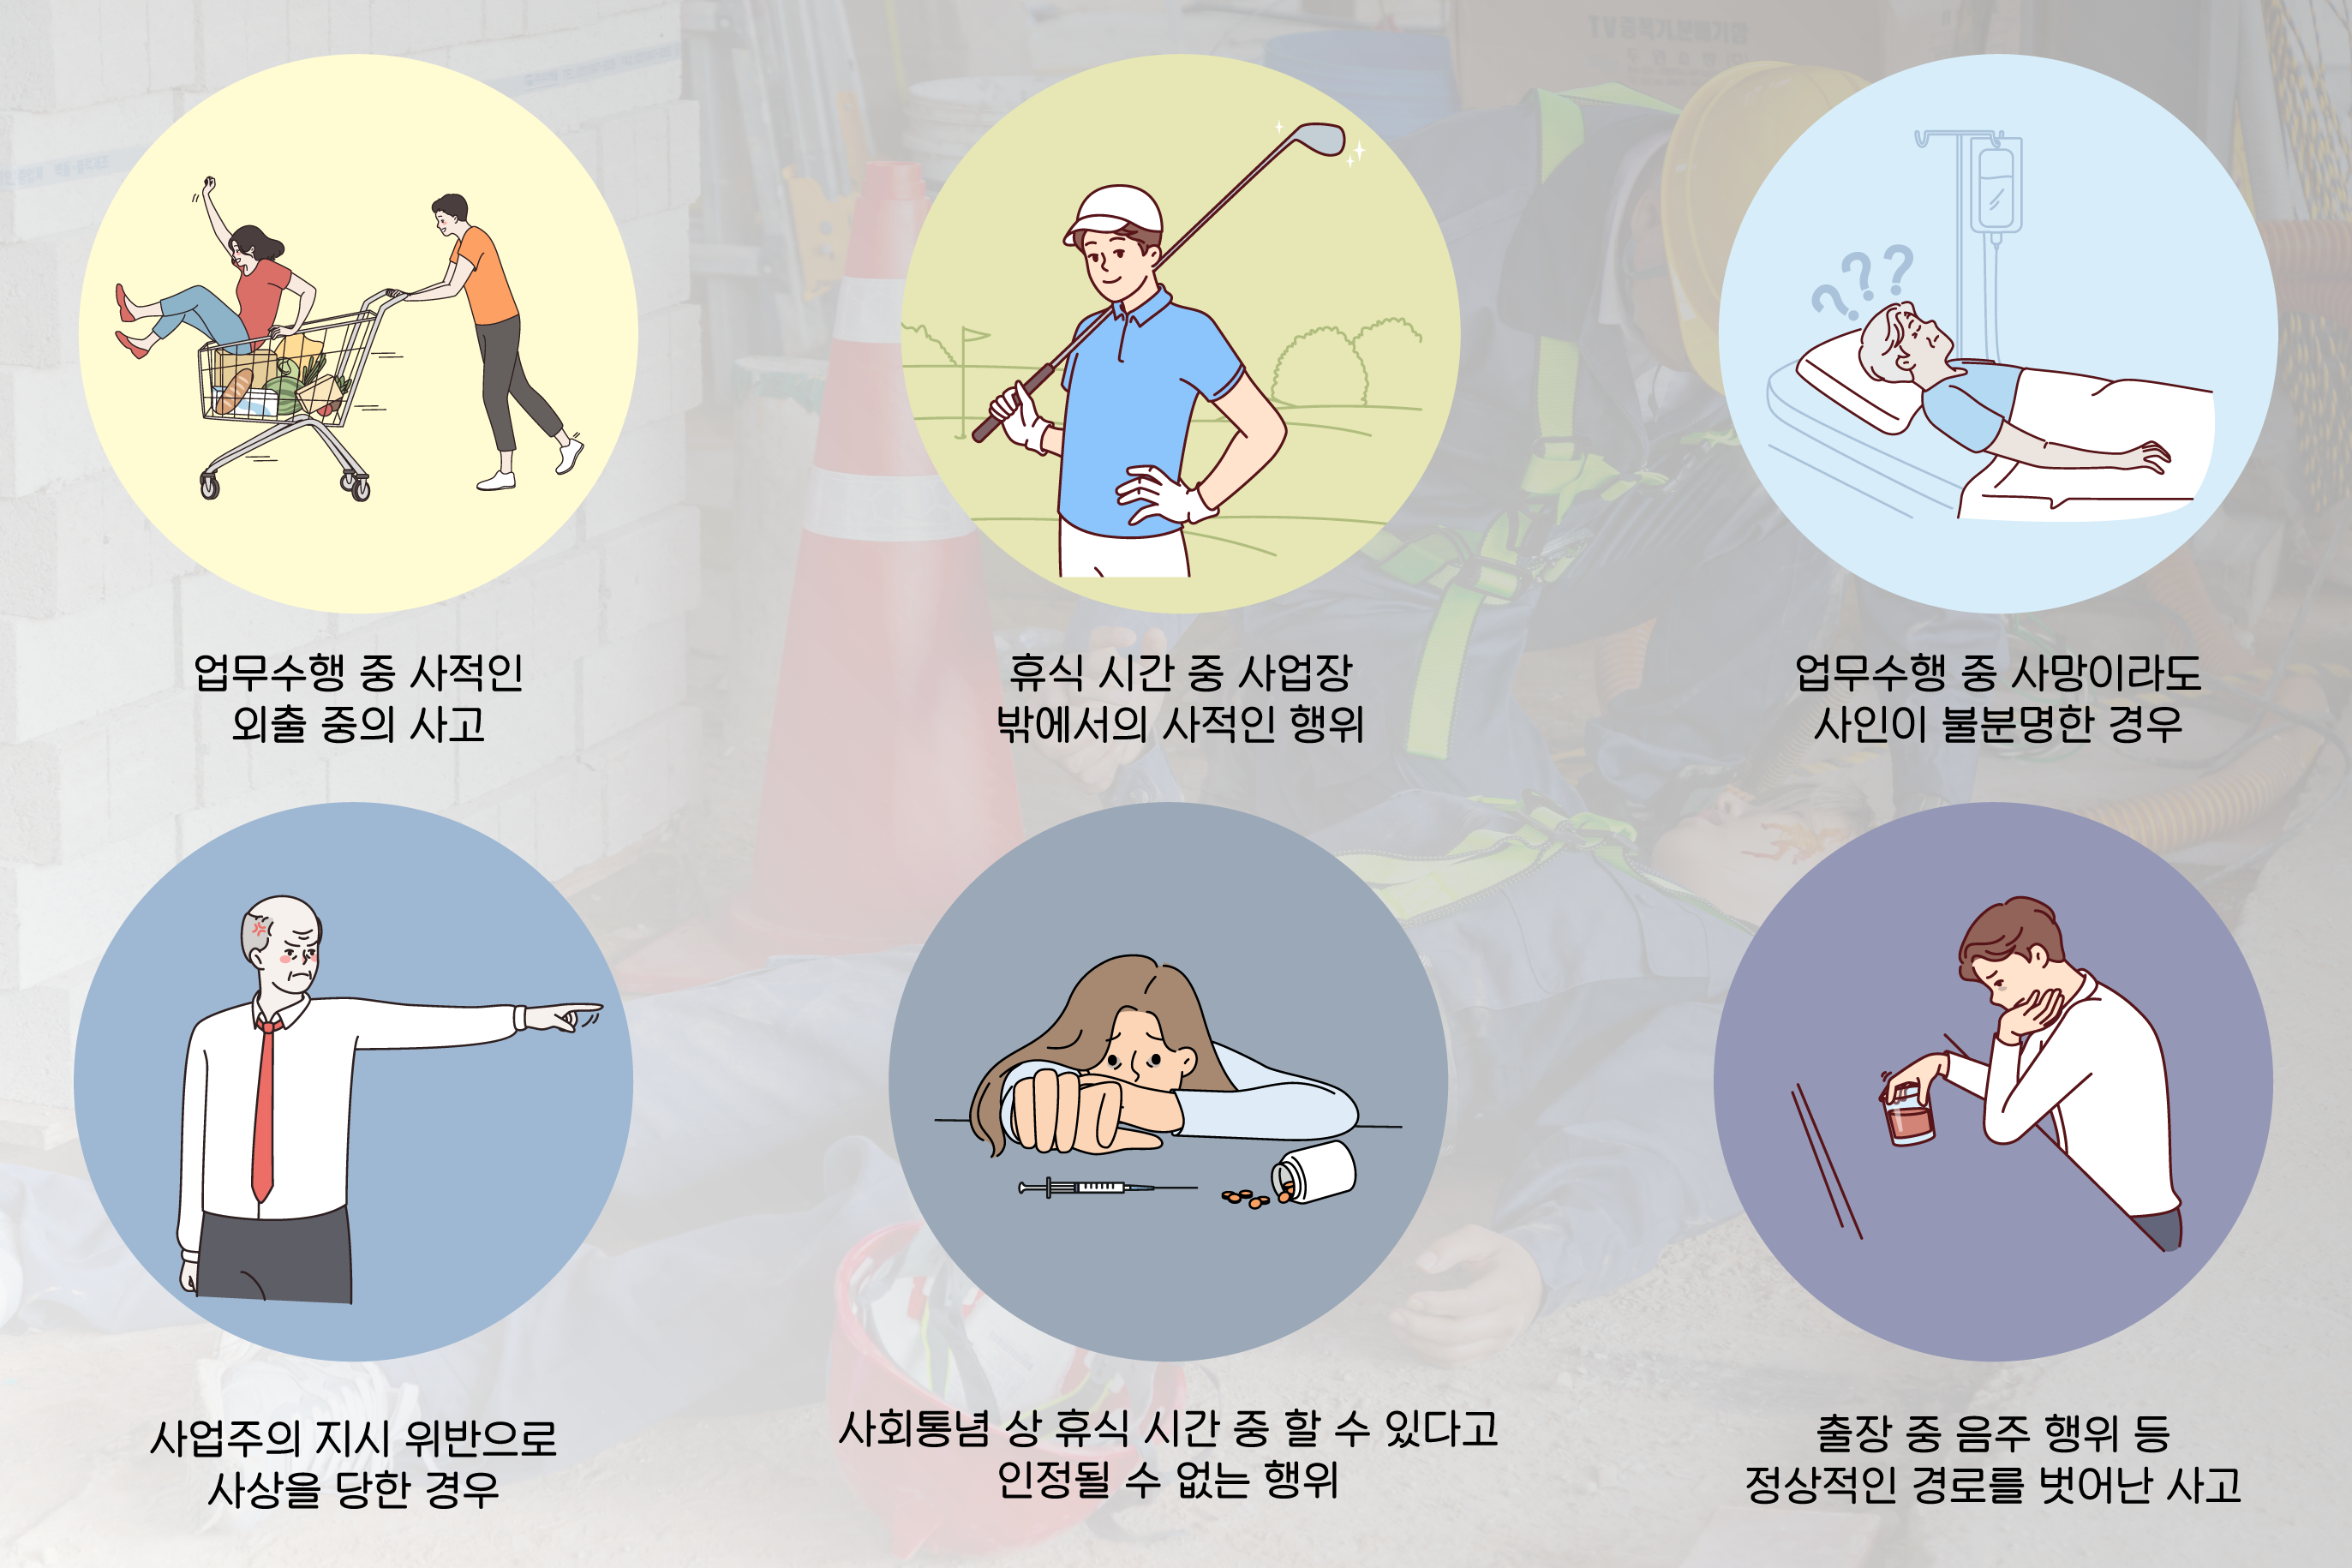 업무수행 중 사적인
외출 중의 사고
휴식 시간 중 사업장
밖에서의 사적인 행위
???
업무수행 중 사망이라도
사인이 불분명한 경우
사업주의 지시 위반으로
사상을 당한 경우
사회통념 상 휴식 시간 중 할 수 있다고
인정될 수 없는 행위
출장 중 음주 행위 등
정상적인 경로를 벗어난 사고